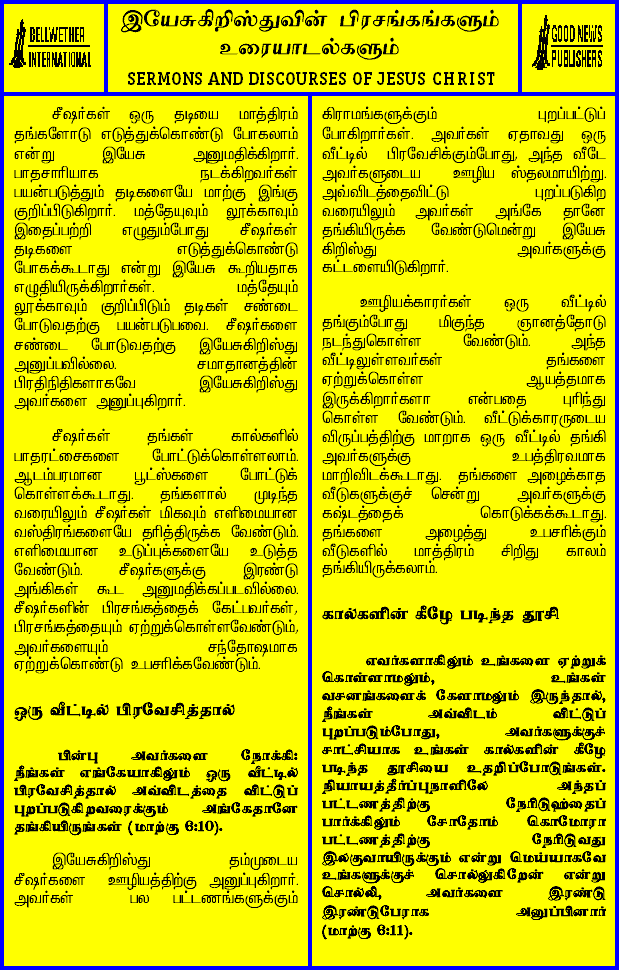 BELLWETHER
INTERNATIONAL
இயேசுகிறிஸ்துவின் பிரசங்கங்களும்
உரையாடல்களும்
SERMONS AND DISCOURSES OF JESUS CHRIST
GOOD NEWS
PUBLISHERS
சீஷர்கள் ஒரு தடியை மாத்திரம்
தங்களோடு எடுத்துக்கொண்டு போகலாம்
என்று இயேசு அனுமதிக்கிறார்.
பாதசாரியாக நடக்கிறவர்கள்
பயன்படுத்தும் தடிகளையே மாற்கு இங்கு
குறிப்பிடுகிறார். மத்தேயுவும் லூக்காவும்
இதைப்பற்றி எழுதும்போது சீஷர்கள்
தடிகளை எடுத்துக்கொண்டு
போகக்கூடாது என்று இயேசு கூறியதாக
எழுதியிருக்கிறார்கள். மத்தேயும்
லூக்காவும் குறிப்பிடும் தடிகள் சண்டை
போடுவதற்கு பயன்படுபவை. சீஷர்களை
சண்டை போடுவதற்கு இயேசுகிறிஸ்து
அனுப்பவில்லை. சமாதானத்தின்
பிரதிநிதிகளாகவே இயேசுகிறிஸ்து
அவர்களை அனுப்புகிறார்.
சீஷர்கள் தங்கள் கால்களில்
பாதரட்சைகளை போட்டுக்கொள்ளலாம்.
ஆடம்பரமான பூட்ஸ்களை போட்டுக்
கொள்ளக்கூடாது. தங்களால் முடிந்த
வரையிலும் சீஷர்கள் மிகவும் எளிமையான
வஸ்திரங்களையே தரித்திருக்க வேண்டும்.
எளிமையான உடுப்புக்களையே உடுத்த
வேண்டும். சீஷர்களுக்கு இரண்டு
அங்கிகள் கூட அனுமதிக்கப்படவில்லை.
சீஷர்களின் பிரசங்கத்தைக் கேட்டவர்கள்,
பிரசங்கத்தையும் ஏற்றுக்கொள்ளவேண்டும்,
அவர்களையும் சந்தோஷமாக
ஏற்றுக்கொண்டு உபசரிக்கவேண்டும்.
ஒரு வீட்டில் பிரவேசித்தால்
பின்பு அவர்களை நோக்கி:
நீங்கள் எங்கேயாகிலும் ஒரு வீட்டில்
பிரவேசித்தால் அவ்விடத்தை விட்டுப்
புறப்படுகிறவரைக்கும் அங்கேதானே
தங்கியிருங்கள் (மாற்கு 6:10).
இயேசுகிறிஸ்து தம்முடைய
சீஷர்களை ஊழியத்திற்கு அனுப்புகிறார்.
அவர்கள் பல பட்டணங்களுக்கும்
கிராமங்களுக்கும் புறப்பட்டுப்
போகிறார்கள். அவர்கள் ஏதாவது ஒரு
வீட்டில் பிரவேசிக்கும்போது, அந்த வீடே
அவர்களுடைய ஊழிய ஸ்தலமாயிற்று.
அவ்விடத்தைவிட்டு புறப்படுகிற
வரையிலும் அவர்கள் அங்கே தானே
தங்கியிருக்க வேண்டுமென்று இயேசு
கிறிஸ்து அவர்களுக்கு
கட்டளையிடுகிறார்.
ஊழியக்காரர்கள் ஒரு வீட்டில்
தங்கும்போது மிகுந்த ஞானத்தோடு
நடந்துகொள்ள வேண்டும். அந்த
வீட்டிலுள்ளவர்கள் தங்களை
ஏற்றுக்கொள்ள ஆயத்தமாக
இருக்கிறார்களா என்பதை புரிந்து
கொள்ள வேண்டும். வீட்டுக்காரருடைய
விருப்பத்திற்கு மாறாக ஒரு வீட்டில் தங்கி
அவர்களுக்கு உபத்திரவமாக
மாறிவிடக்கூடாது. தங்களை அழைக்காத
வீடுகளுக்குச் சென்று அவர்களுக்கு
கஷ்டத்தைக் கொடுக்கக்கூடாது.
தங்களை அழைத்து உபசரிக்கும்
வீடுகளில் மாத்திரம் சிறிது காலம்
தங்கியிருக்கலாம்.
கால்களின் கீழே படிந்த தூசி
எவர்களாகிலும் உங்களை ஏற்றுக்
கொள்ளாமலும், உங்கள்
வசனங்களைக் கேளாமலும் இருந்தால்,
நீங்கள் அவ்விடம் விட்டுப்
புறப்படும்போது, அவர்களுக்குச்
சாட்சியாக உங்கள் கால்களின் கீழே
படிந்த தூசியை உதறிப்போடுங்கள்.
நியாயத்தீர்ப்புநாளிலே அந்தப்
பட்டணத்திற்கு நேரிடுஹதைப்
பார்க்கிலும் சோதோம் கொமோரா
பட்டணத்திற்கு நேரிடுவது
இலகுவாயிருக்கும் என்று மெய்யாகவே
உங்களுக்குச் சொல்லுகிறேன் என்று
சொல்லி, அவர்களை இரண்டு
இரண்டுபேராக அனுப்பினார்
(மாற்கு 6:11).